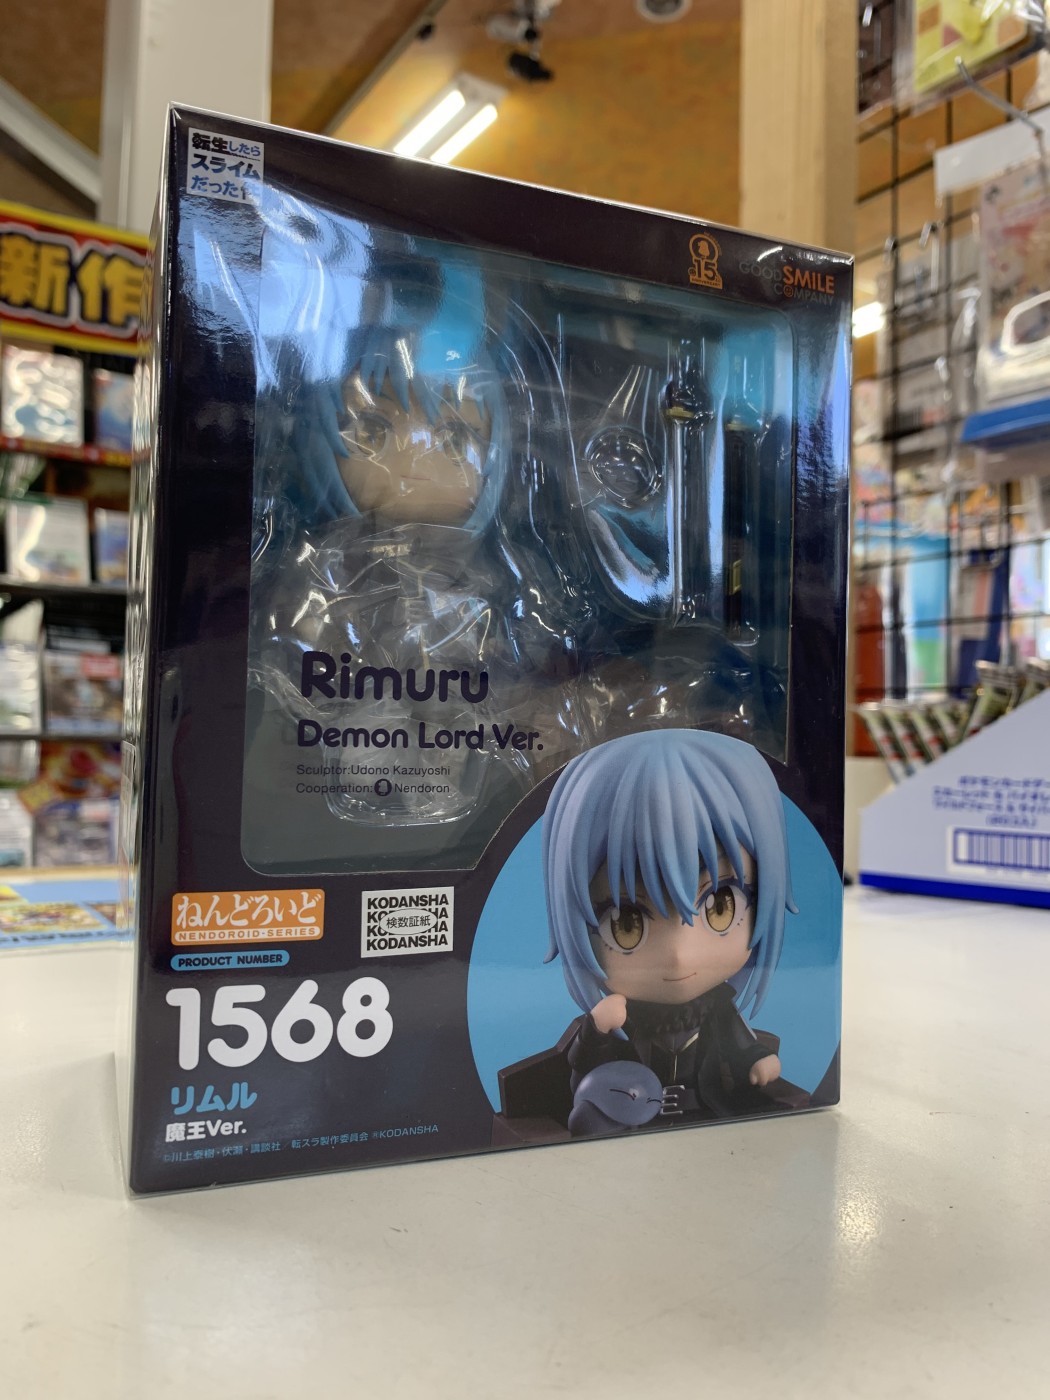 転生したら
スライム
だった件
15
GOOD SMILE
COMPANY
新作
Rimuru
Demon Lord Ver.
Sculptor:Udono Kazuyoshi
Cooperation: Nendoron
ねんどろいど
NENDOROID·SERIES
PRODUCT NUMBER
1568
リムル
魔王Ver.
KODANSHA
KODANSHA
検数証紙
KODANSHA
KODANSHA
©川上泰樹・伏瀬・講談社 転スラ製作委員会 ®KODANSHA